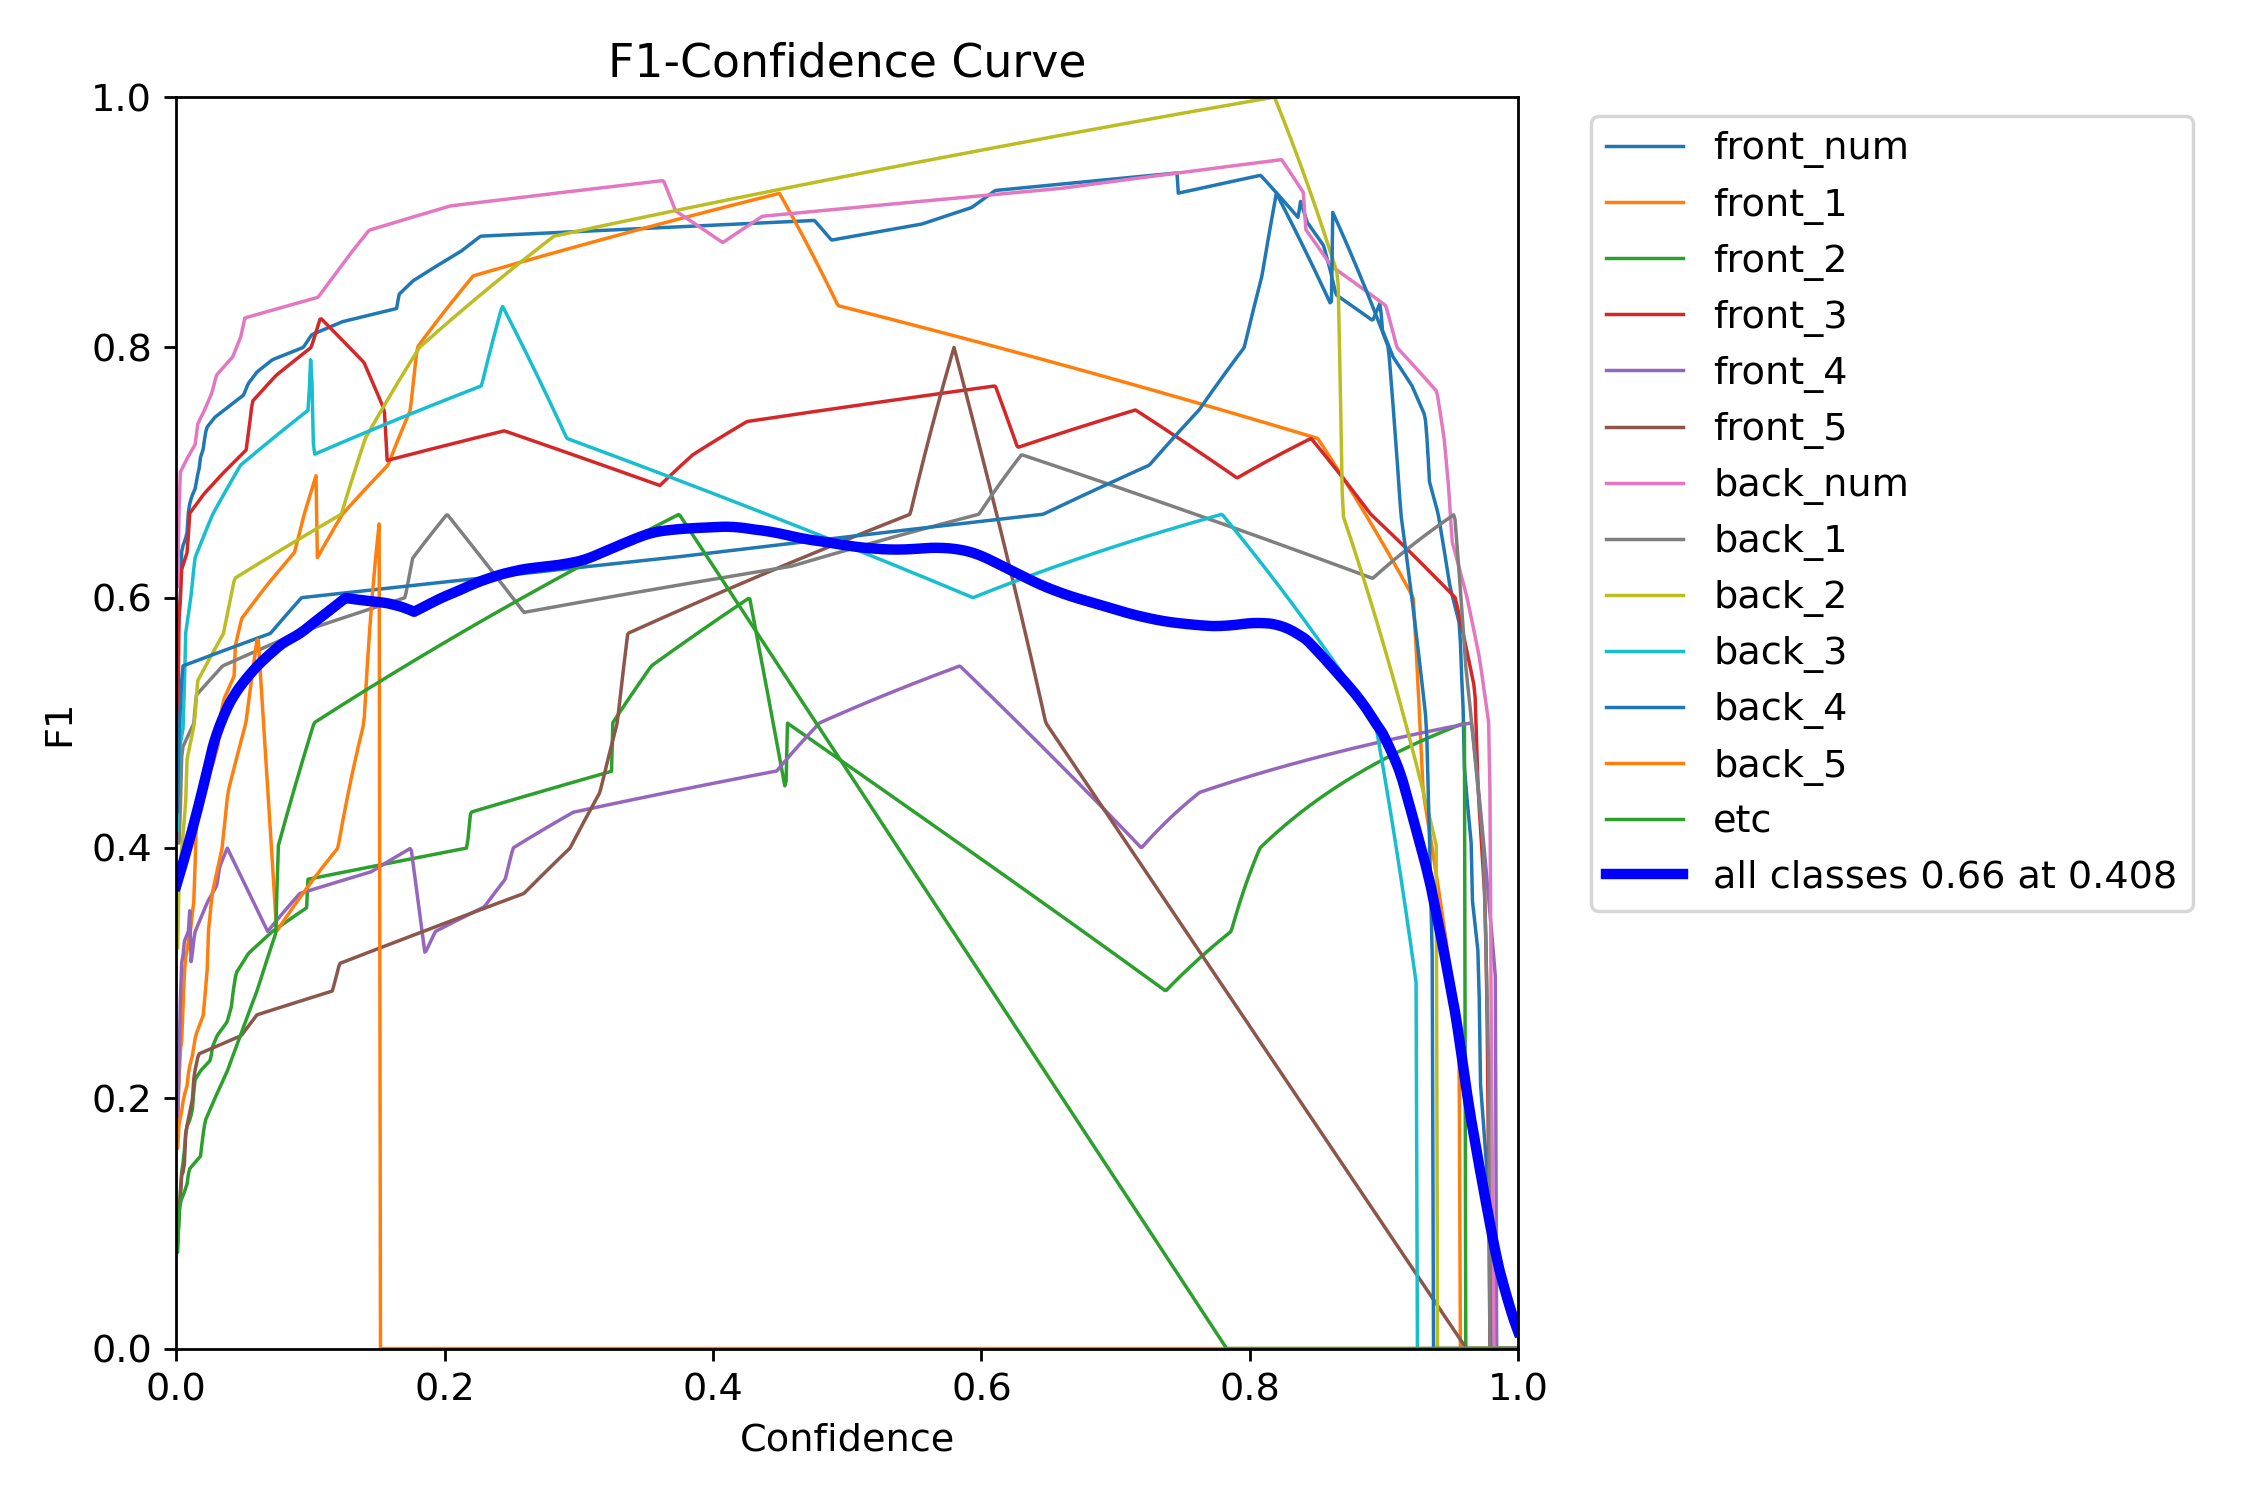 F1-Confidence Curve
1.0
0.8
0.6
0.4
0.2
0.0
F1
0.0 0.2 0.4 0.6 0.8 1.0
Confidence
front_num
front_1
front_2
front_3
front_4
front_5
back_num
back_1
back_2
back_3
back_4
back_5
etc
all classes 0.66 at 0.408